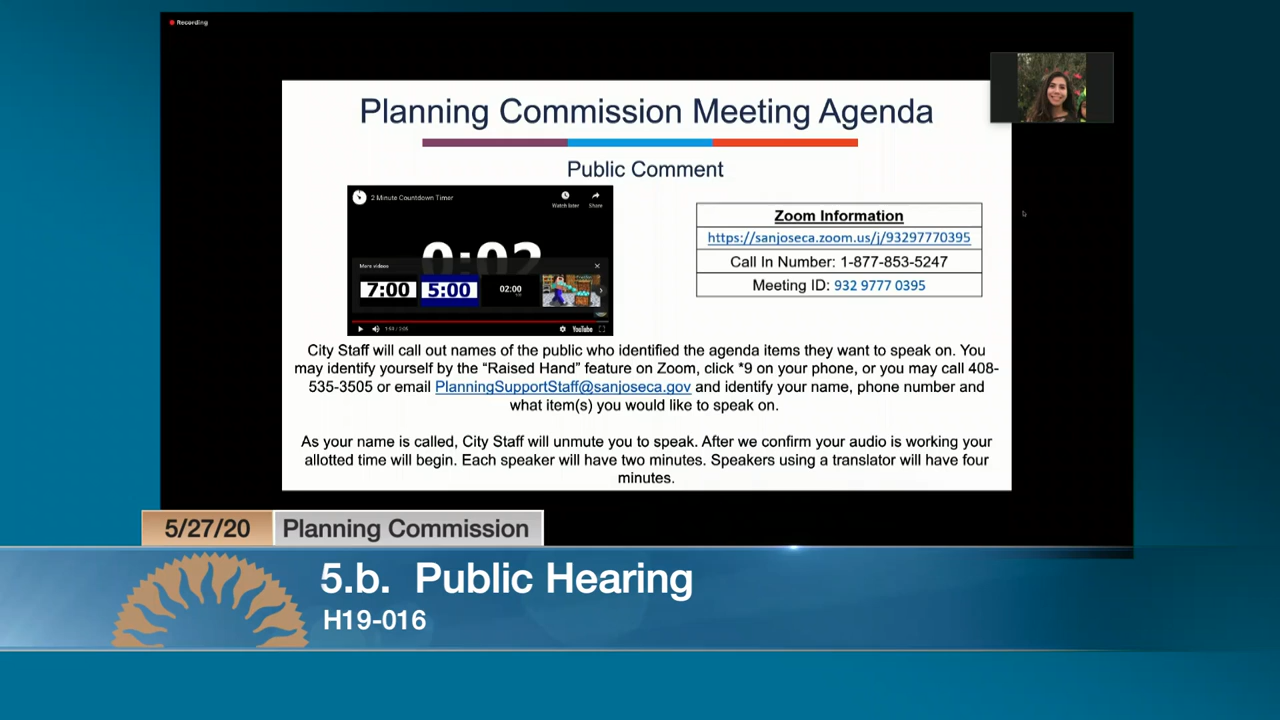 Recording
Planning Commission Meeting Agenda
Public Comment
2 Minute Countdown Timer
Watch later
Share
0:02
More videos
7:00
5:00
02:00
1:58 / 2:05
YouTube
Zoom Information
https://sanjoseca.zoom.us/j/93297770395
Call In Number: 1-877-853-5247
Meeting ID: 932 9777 0395
City Staff will call out names of the public who identified the agenda items they want to speak on. You
may identify yourself by the “Raised Hand” feature on Zoom, click *9 on your phone, or you may call 408-
535-3505 or email PlanningSupportStaff@sanjoseca.gov and identify your name, phone number and
what item(s) you would like to speak on.
As your name is called, City Staff will unmute you to speak. After we confirm your audio is working your
allotted time will begin. Each speaker will have two minutes. Speakers using a translator will have four
minutes.
5/27/20
Planning Commission
5.b. Public Hearing
H19-016